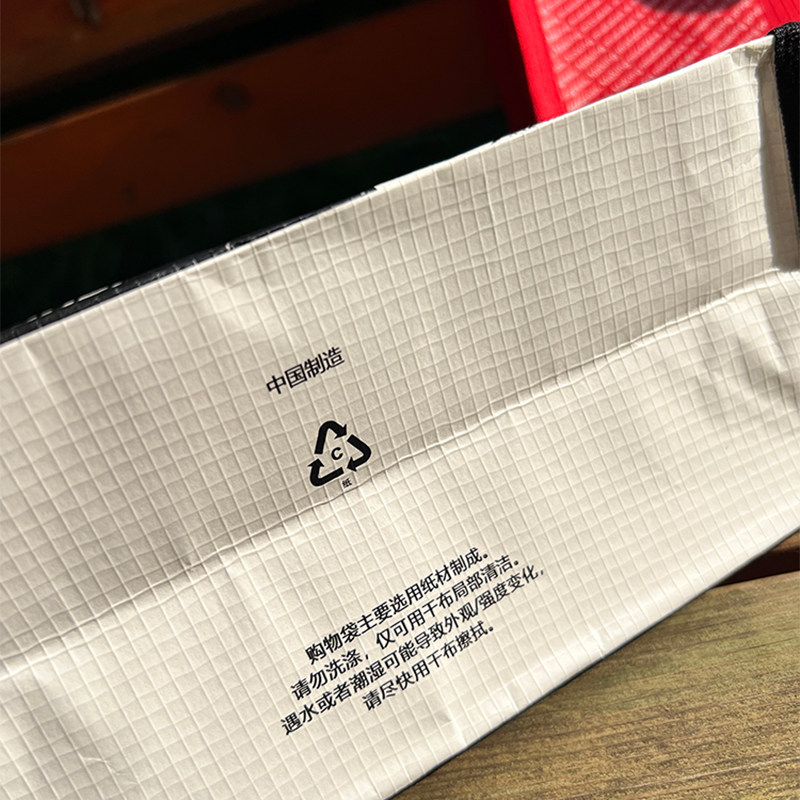 中国制造
C
纸
购物袋主要选用纸材制成。
请勿洗涤，仅可用干布局部清洁。
遇水或者潮湿可能导致外观/强度变化，
请尽快用干布擦拭。